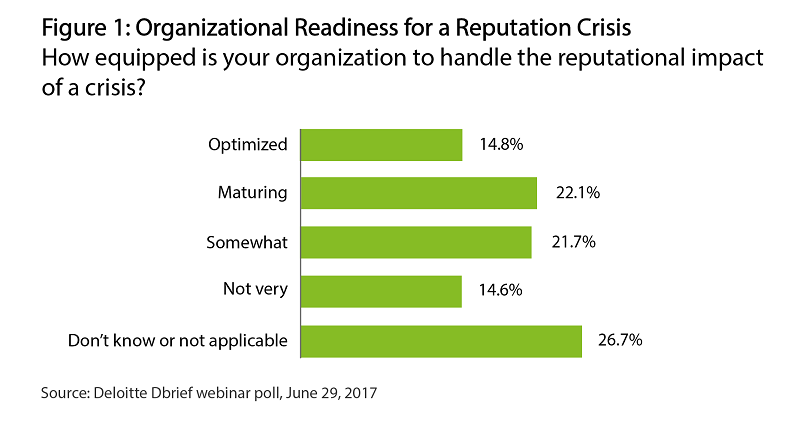 Figure 1: Organizational Readiness for a Reputation Crisis
How equipped is your organization to handle the reputational impact
of a crisis?
Optimized 14.8%
Maturing 22.1%
Somewhat 21.7%
Not very 14.6%
Don’t know or not applicable 26.7%
Source: Deloitte Dbrief webinar poll, June 29, 2017